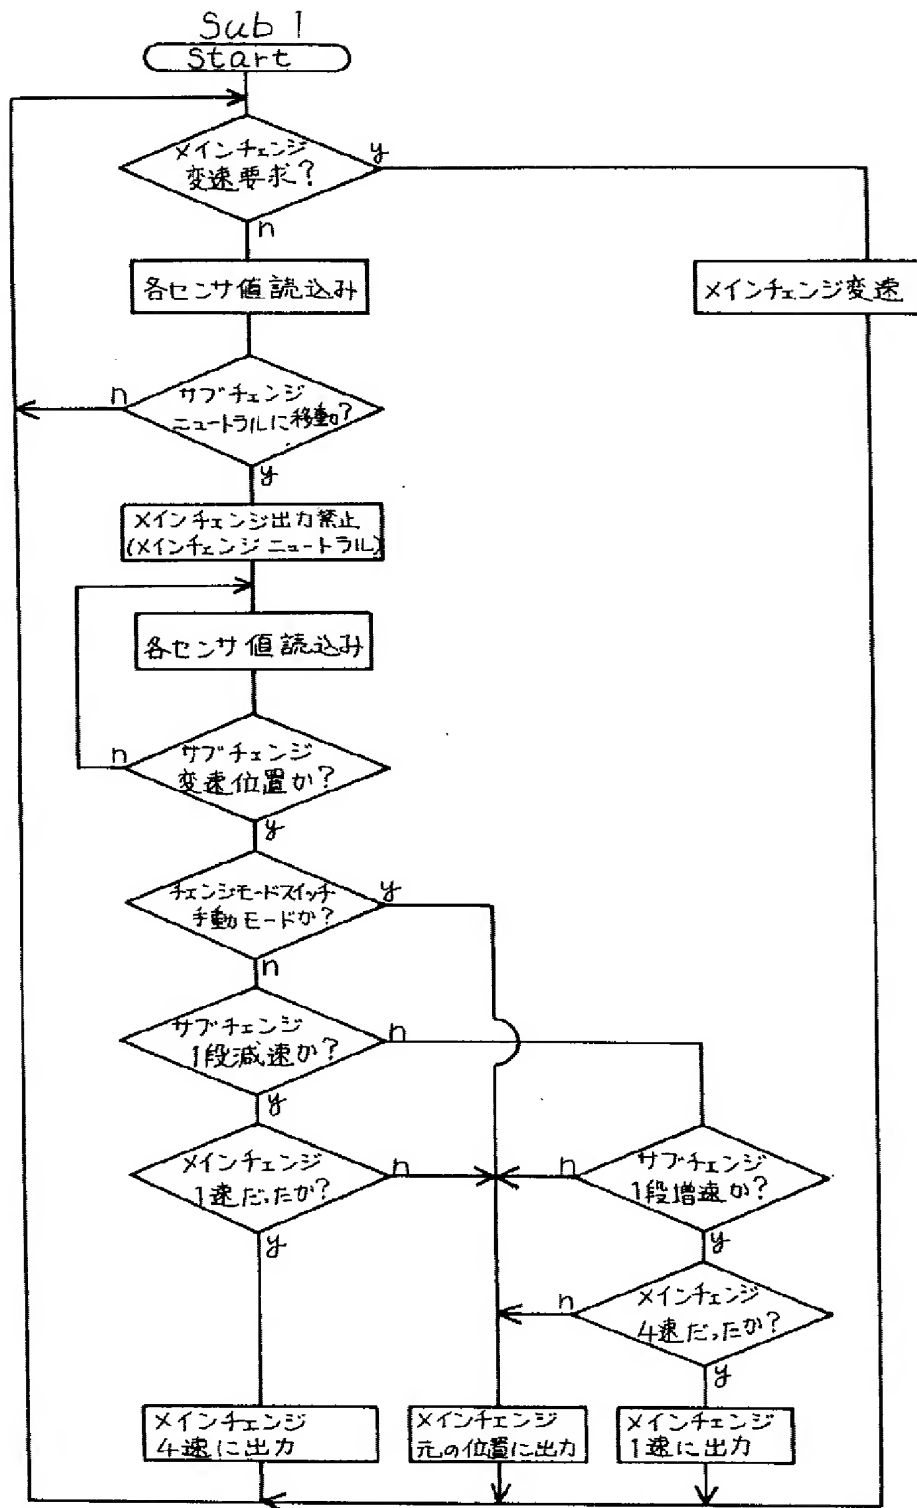 Sub 1
Start
メインチェンジ
変速要求?
y
n
各センサ値読込み
メインチェンジ変速
サブチェンジ
ニュートラルに移動?
n
y
メインチェンジ出力禁止
(メインチェンジニュートラル)
各センサ値読込み
サブチェンジ
変速位置か?
n
y
チェンジモードスイッチ
手動モードか?
y
n
サブチェンジ
1段減速か?
n
y
メインチェンジ
1速だったか?
n
y
サブチェンジ
1段増速か?
n
y
メインチェンジ
4速だったか?
n
y
メインチェンジ
4速に出力
メインチェンジ
元の位置に出力
メインチェンジ
1速に出力